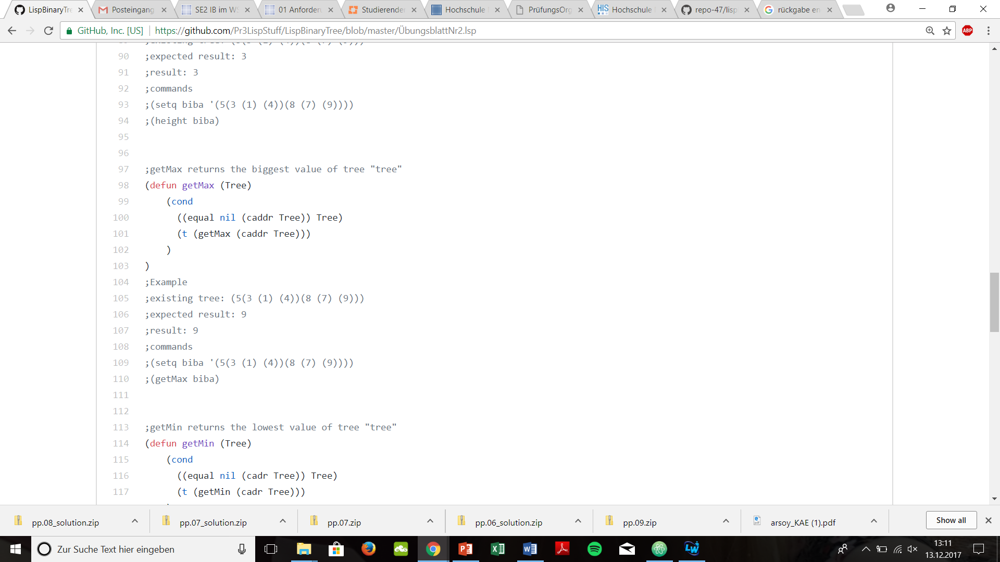 LispBinaryTre
Posteingang
SE2 IB im WS
01 Anforderu
Studierender
Hochschule
PrüfungsOrg
HIS Hochschule
repo-47/lisp
rückgabe en
GitHub, Inc. [US] https://github.com/Pr3LispStuff/LispBinaryTree/blob/master/ÜbungsblattNr2.lsp
ABP
90 ;expected result: 3
91 ;result: 3
92 ;commands
93 ;(setq biba '(5(3 (1) (4))(8 (7) (9))))
94 ;(height biba)
95
96
97 ;getMax returns the biggest value of tree "tree"
98 (defun getMax (Tree)
99 (cond
100 ((equal nil (caddr Tree)) Tree)
101 (t (getMax (caddr Tree)))
102 )
103 )
104 ;Example
105 ;existing tree: (5(3 (1) (4))(8 (7) (9)))
106 ;expected result: 9
107 ;result: 9
108 ;commands
109 ;(setq biba '(5(3 (1) (4))(8 (7) (9))))
110 ;(getMax biba)
111
112
113 ;getMin returns the lowest value of tree "tree"
114 (defun getMin (Tree)
115 (cond
116 ((equal nil (cadr Tree)) Tree)
117 (t (getMin (cadr Tree)))
pp.08_solution.zip
pp.07_solution.zip
pp.07.zip
pp.06_solution.zip
pp.09.zip
arsoy_KAE (1).pdf
Show all
Zur Suche Text hier eingeben
13:11
13.12.2017